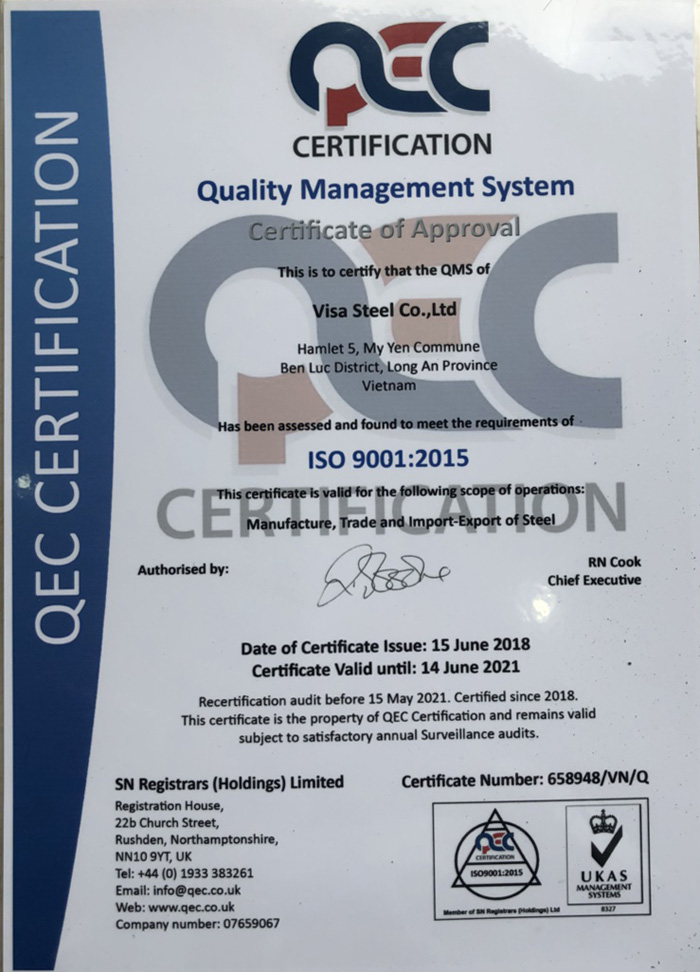 QEC CERTIFICATION
QEC
CERTIFICATION
Quality Management System
Certificate of Approval
This is to certify that the QMS of
Visa Steel Co.,Ltd
Hamlet 5, My Yen Commune
Ben Luc District, Long An Province
Vietnam
Has been assessed and found to meet the requirements of
ISO 9001:2015
This certificate is valid for the following scope of operations:
Manufacture, Trade and Import-Export of Steel
QEC
CERTIFICATION
Authorised by:
RN Cook
Chief Executive
Date of Certificate Issue: 15 June 2018
Certificate Valid until: 14 June 2021
Recertification audit before 15 May 2021. Certified since 2018.
This certificate is the property of QEC Certification and remains valid
subject to satisfactory annual Surveillance audits.
SN Registrars (Holdings) Limited
Registration House,
22b Church Street,
Rushden, Northamptonshire,
NN10 9YT, UK
Tel: +44 (0) 1933 383261
Email: info@qec.co.uk
Web: www.qec.co.uk
Company number: 07659067
Certificate Number: 658948/VN/Q
QEC
CERTIFICATION
ISO9001:2015
Member of SN Registrars (Holdings) Ltd
UKAS
MANAGEMENT
SYSTEMS